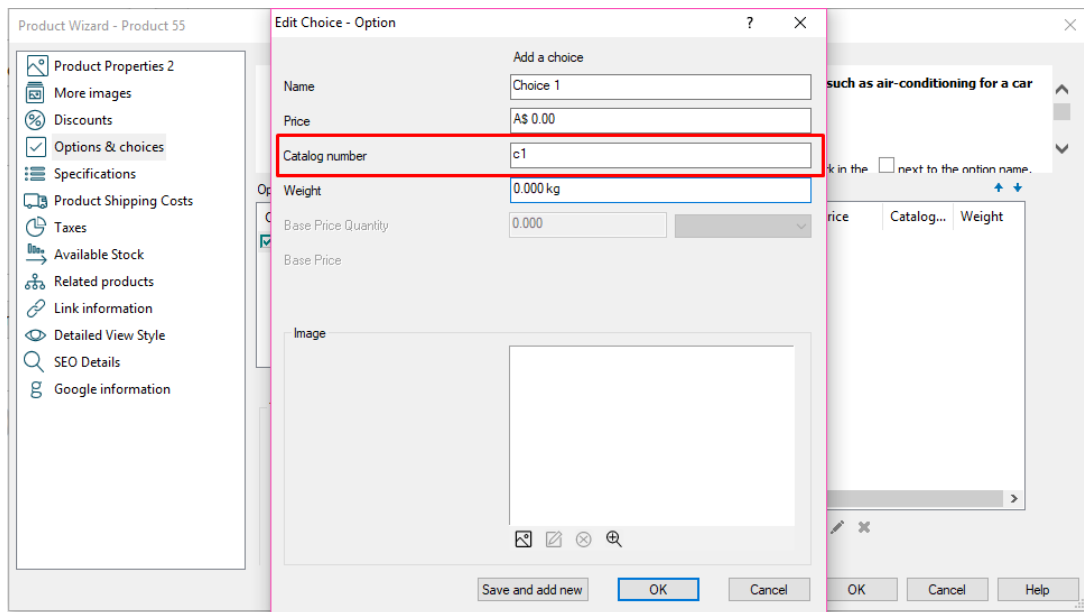 Product Wizard - Product 55
Product Properties 2
More images
Discounts
Options & choices
Specifications
Product Shipping Costs
Taxes
Available Stock
Related products
Link information
Detailed View Style
SEO Details
Google information
Edit Choice - Option
?
Add a choice
Name
Choice 1
Price
A$ 0.00
Catalog number
c1
Weight
0.000 kg
Base Price Quantity
0.000
Base Price
Image
Save and add new
OK
Cancel
such as air-conditioning for a car
in the next to the option name.
Catalog...
Weight
OK
Cancel
Help